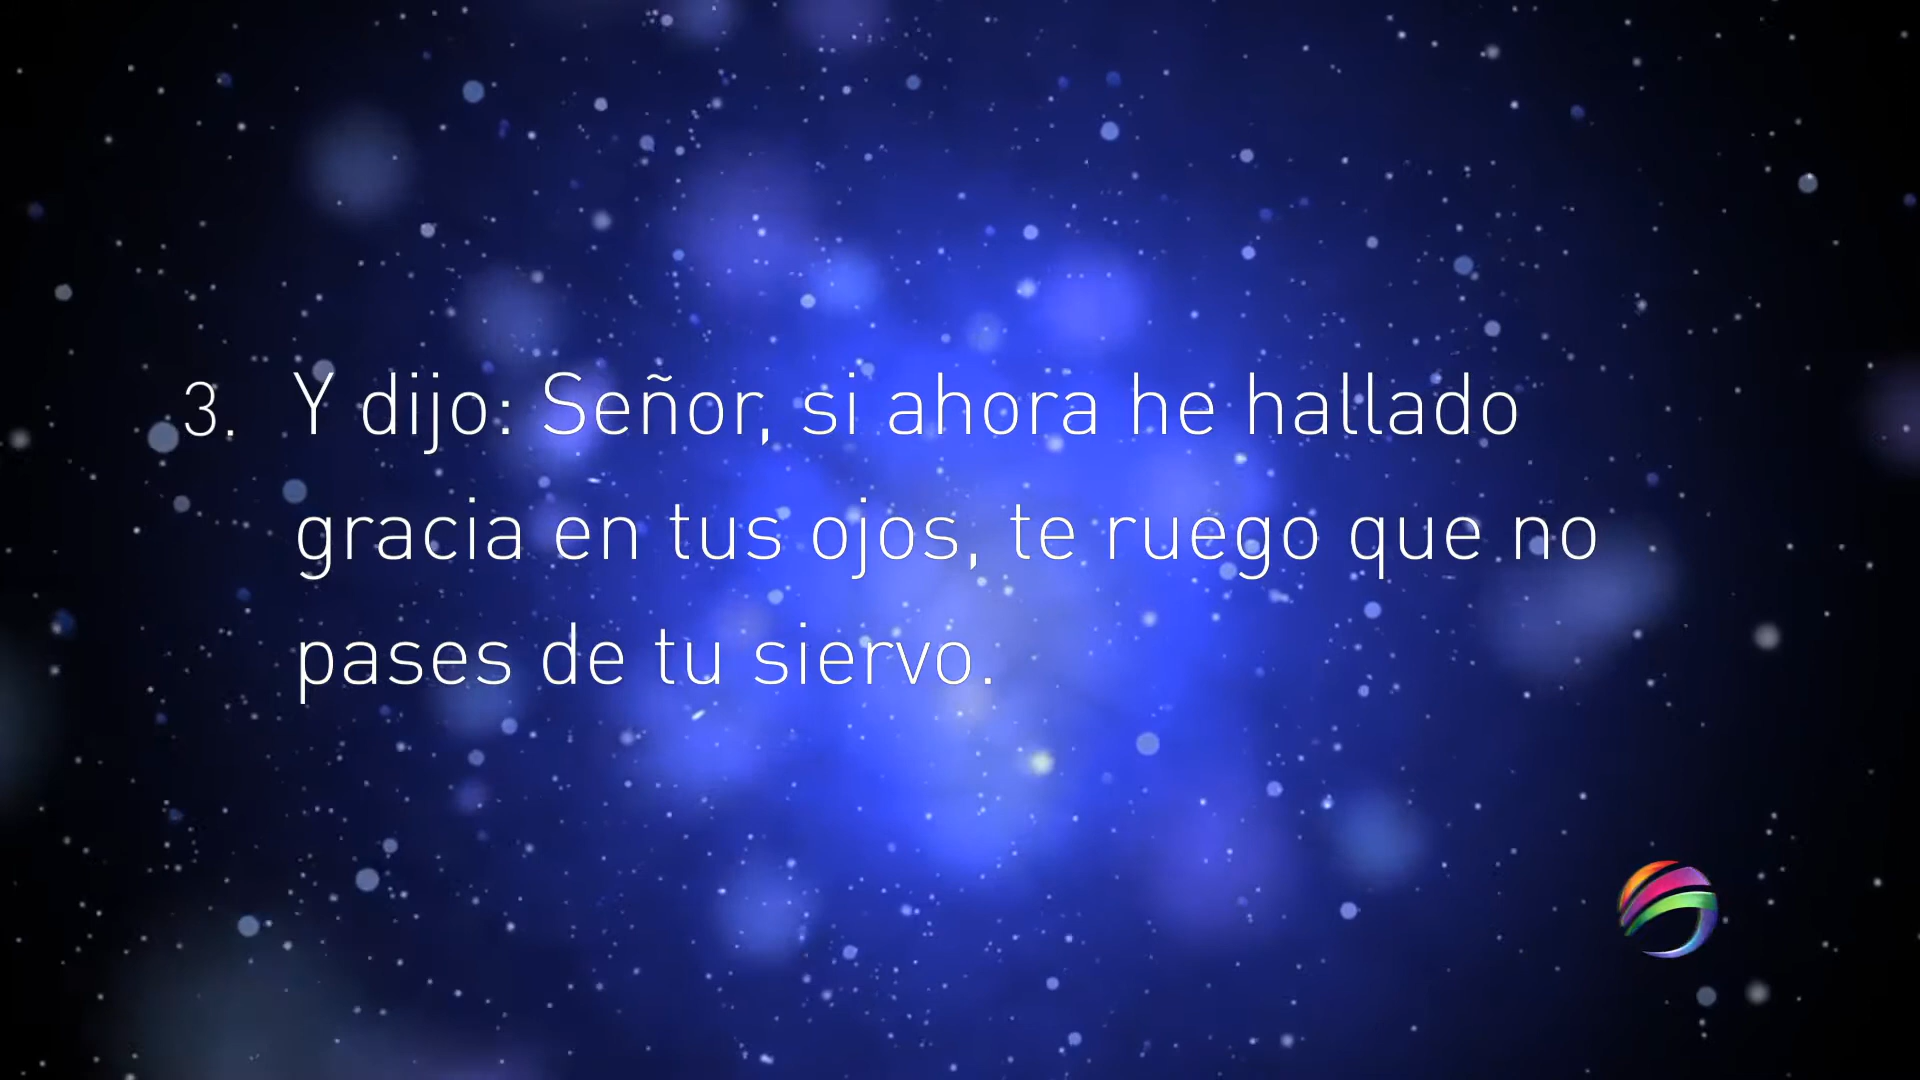 3. Y dijo: Señor, si ahora he hallado
gracia en tus ojos, te ruego que no
pases de tu siervo.